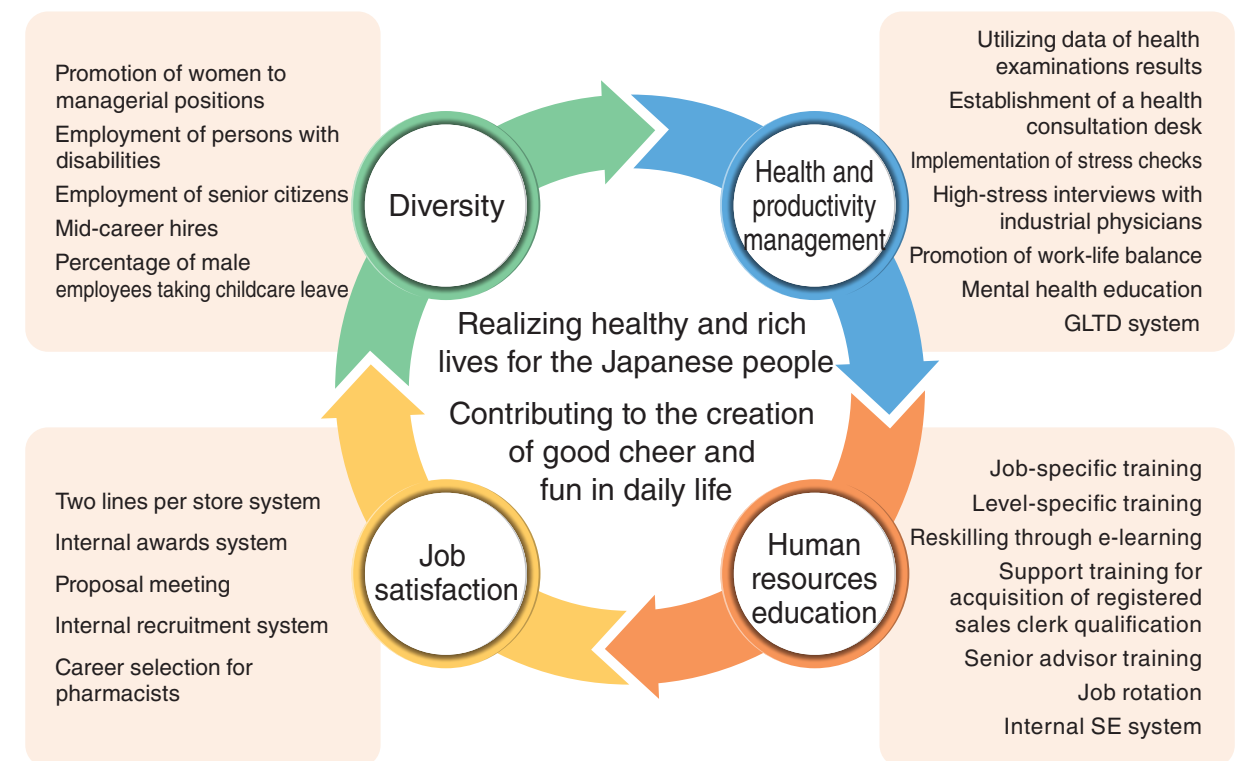 Promotion of women to
managerial positions
Employment of persons with
disabilities
Employment of senior citizens
Mid-career hires
Percentage of male
employees taking childcare leave
Diversity
Health and
productivity
management
Utilizing data of health
examinations results
Establishment of a health
consultation desk
Implementation of stress checks
High-stress interviews with
industrial physicians
Promotion of work-life balance
Mental health education
GLTD system
Realizing healthy and rich
lives for the Japanese people
Contributing to the creation
of good cheer and
fun in daily life
Two lines per store system
Internal awards system
Proposal meeting
Internal recruitment system
Career selection for
pharmacists
Job
satisfaction
Human
resources
education
Job-specific training
Level-specific training
Reskilling through e-learning
Support training for
acquisition of registered
sales clerk qualification
Senior advisor training
Job rotation
Internal SE system